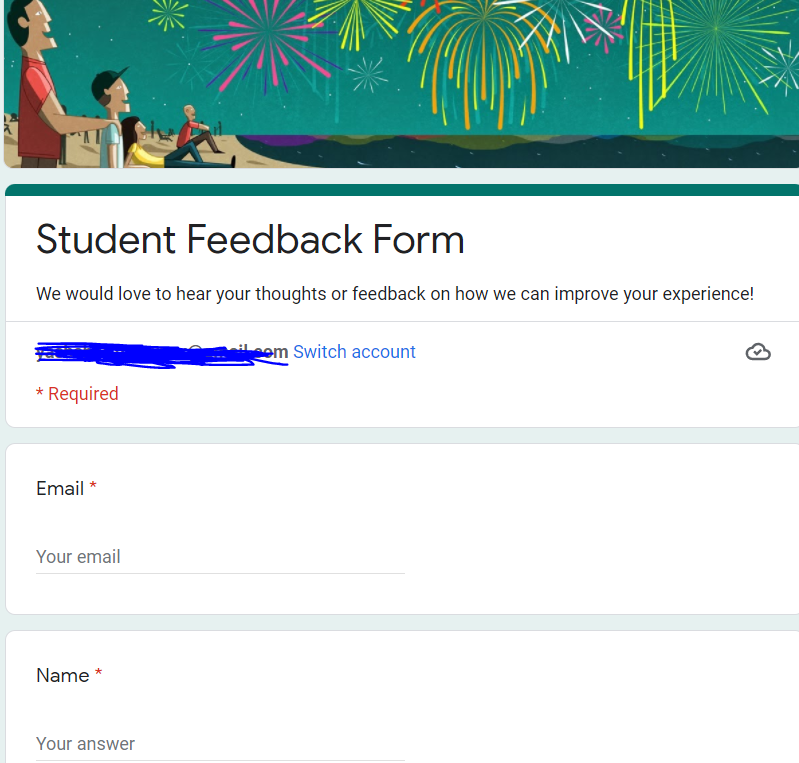 Student Feedback Form
We would love to hear your thoughts or feedback on how we can improve your experience!
Switch account
* Required
Email *
Your email
Name *
Your answer